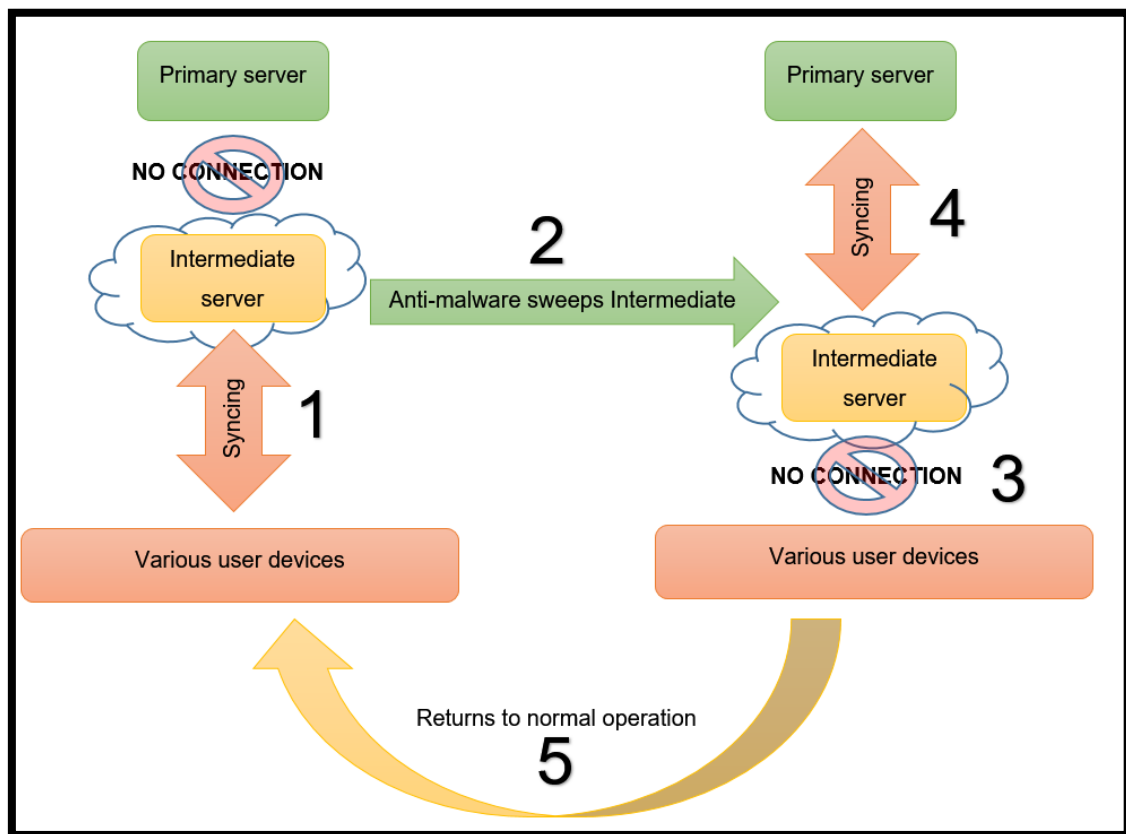 Primary server
NO CONNECTION
Intermediate
server
Syncing
1
Various user devices
2
Anti-malware sweeps Intermediate
Primary server
Syncing
4
Intermediate
server
NO CONNECTION
3
Various user devices
Returns to normal operation
5